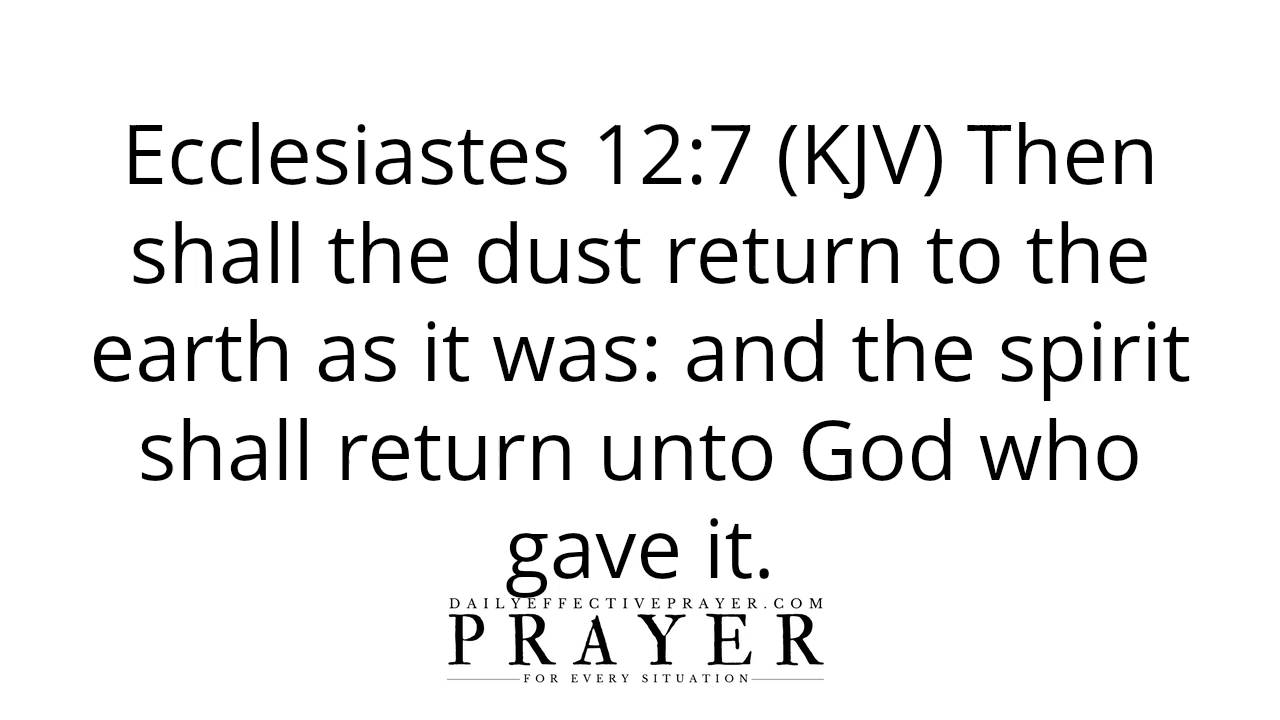 Ecclesiastes 12:7 (KJV) Then
shall the dust return to the
earth as it was: and the spirit
shall return unto God who
gave it.
DAILYEFFECTIVEPRAYER.COM
PRAYER
FOR EVERY SITUATION